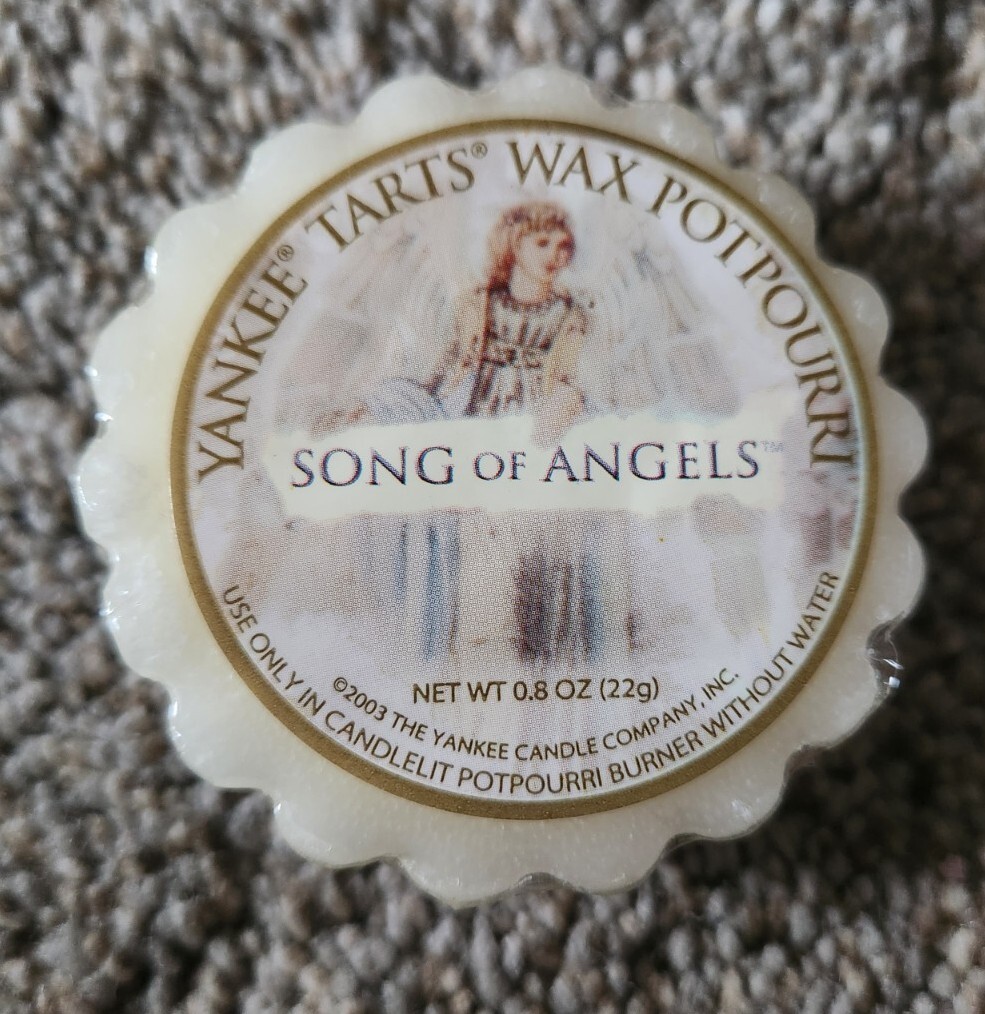 YANKEE® TARTS® WAX POTPOURRI
SONG OF ANGELS™
NET WT 0.8 OZ (22g)
©2003 THE YANKEE CANDLE COMPANY, INC.
USE ONLY IN CANDLELIT POTPOURRI BURNER WITHOUT WATER